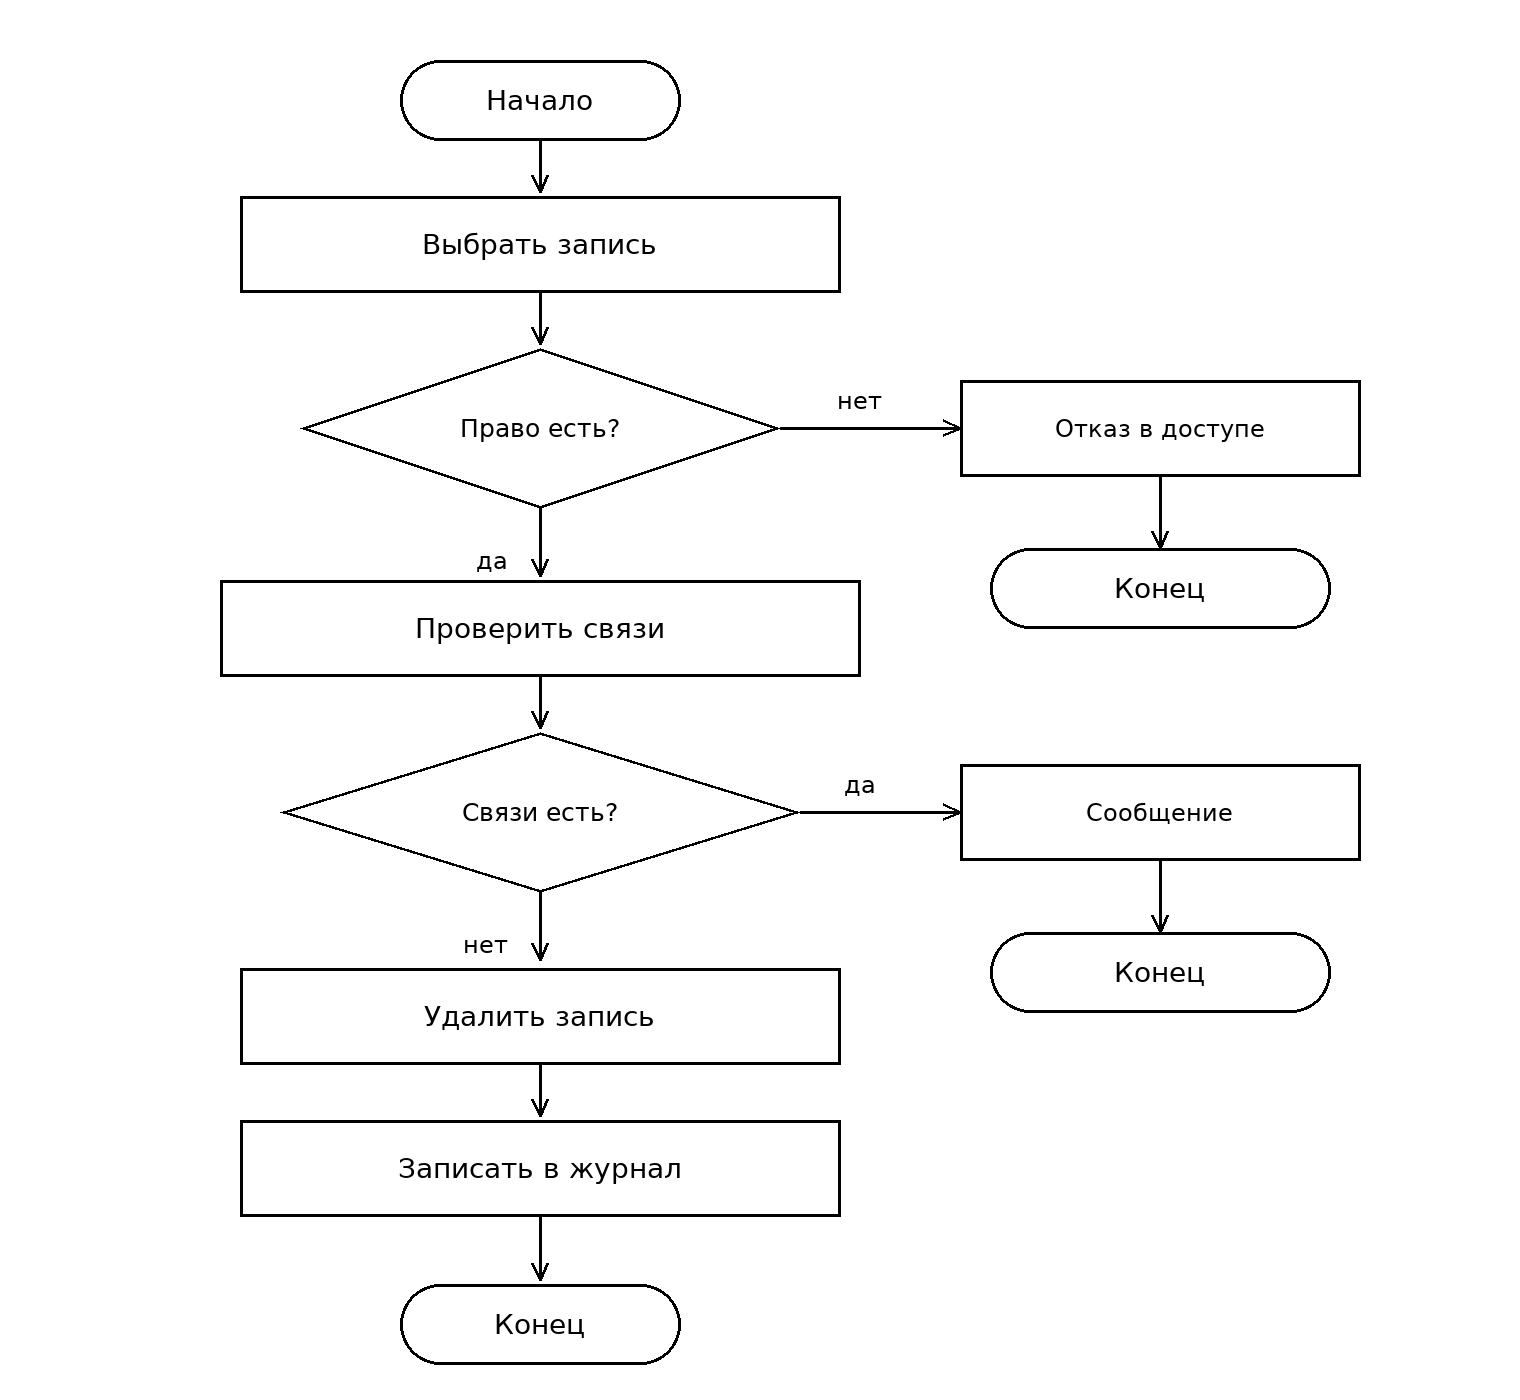 Начало
Выбрать запись
Право есть?
нет
Отказ в доступе
да
Конец
Проверить связи
Связи есть?
да
Сообщение
нет
Конец
Удалить запись
Записать в журнал
Конец